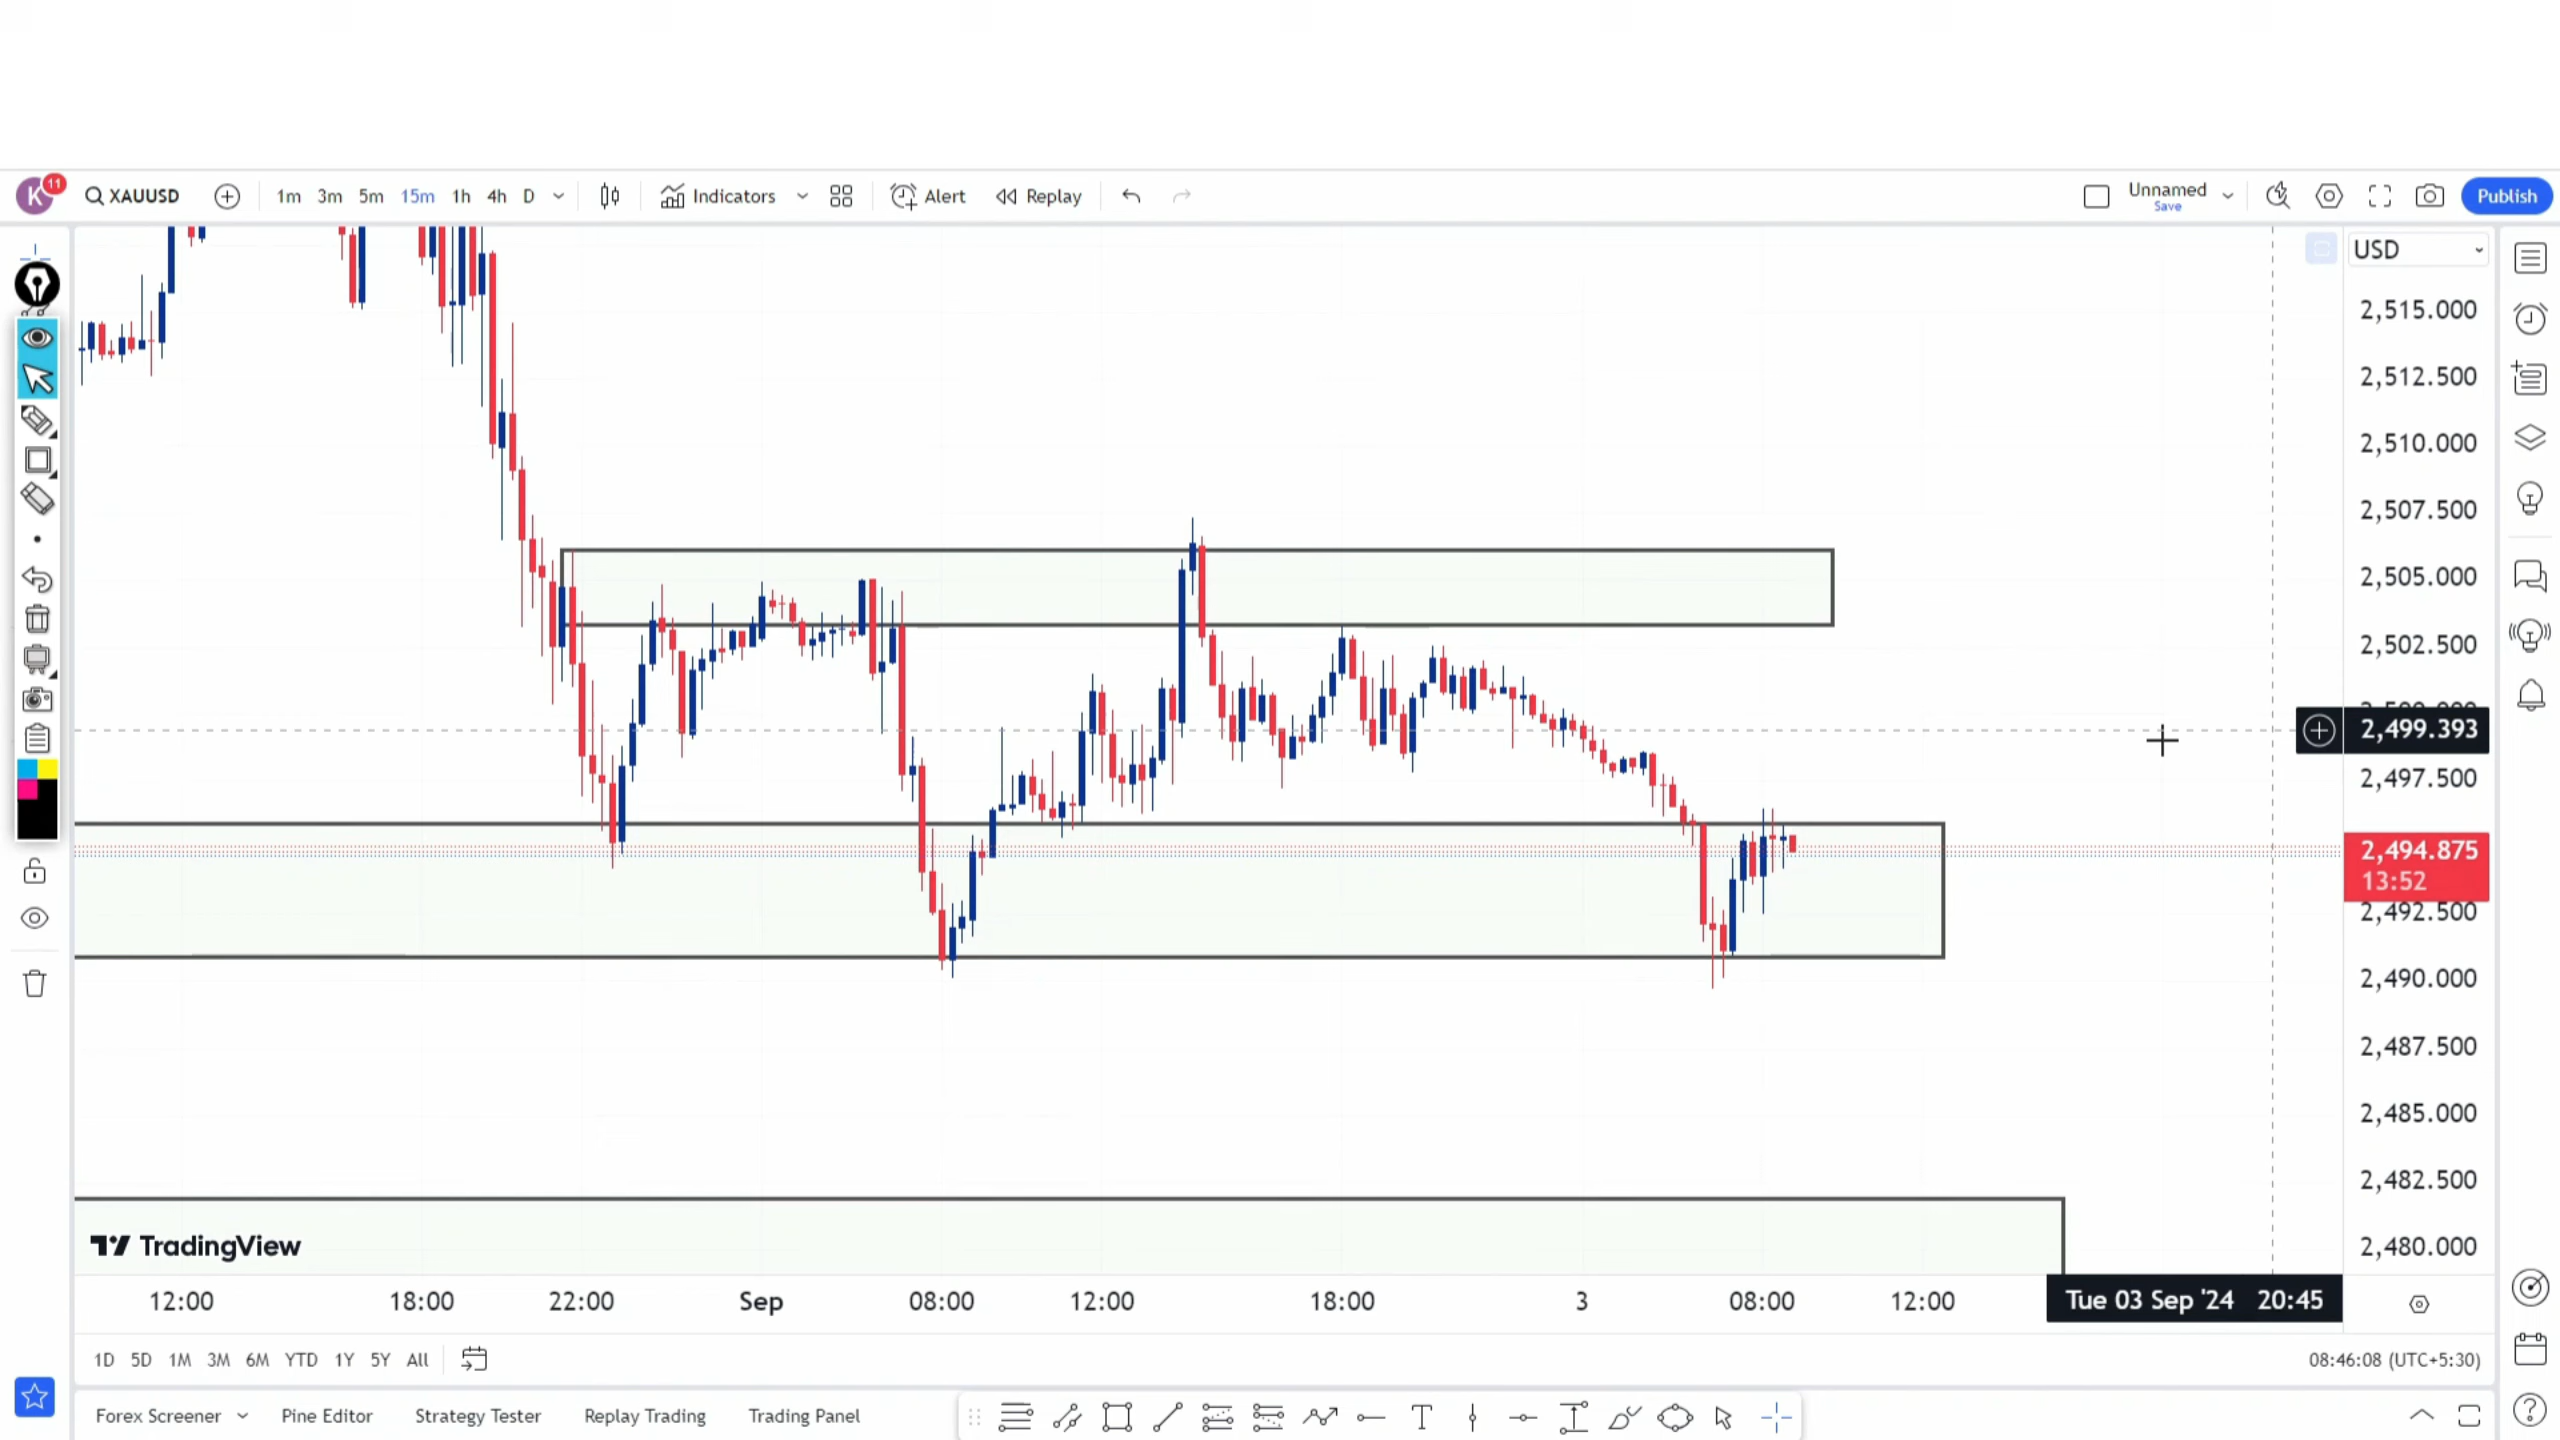 K 11 XAUUSD 1m 3m 5m 15m 1h 4h D Indicators Alert Replay Unnamed Save Publish
USD
2,515.000
2,512.500
2,510.000
2,507.500
2,505.000
2,502.500
2,499.393
2,497.500
2,494.875
13:52
2,492.500
2,490.000
2,487.500
2,485.000
2,482.500
2,480.000
TradingView
12:00 18:00 22:00 Sep 08:00 12:00 18:00 3 08:00 12:00 Tue 03 Sep '24 20:45
1D 5D 1M 3M 6M YTD 1Y 5Y All 08:46:08 (UTC+5:30)
Forex Screener Pine Editor Strategy Tester Replay Trading Trading Panel